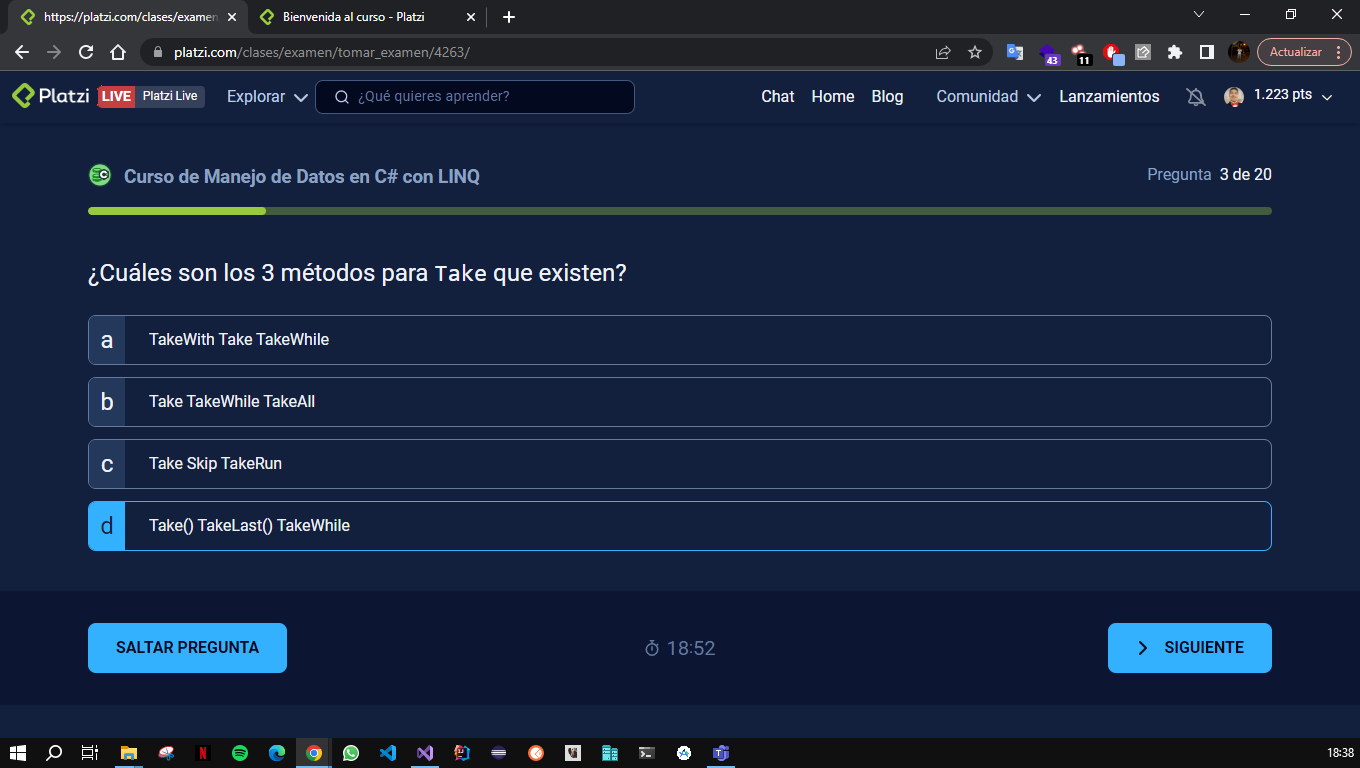 https://platzi.com/clases/examen
Bienvenida al curso - Platzi
platzi.com/clases/examen/tomar_examen/4263/
43
11
Actualizar
Platzi
LIVE Platzi Live
Explorar
¿Qué quieres aprender?
Chat
Home
Blog
Comunidad
Lanzamientos
1.223 pts
Curso de Manejo de Datos en C# con LINQ
Pregunta 3 de 20
¿Cuáles son los 3 métodos para Take que existen?
a TakeWith Take TakeWhile
b Take TakeWhile TakeAll
c Take Skip TakeRun
d Take() TakeLast() TakeWhile
SALTAR PREGUNTA
18:52
SIGUIENTE
18:38